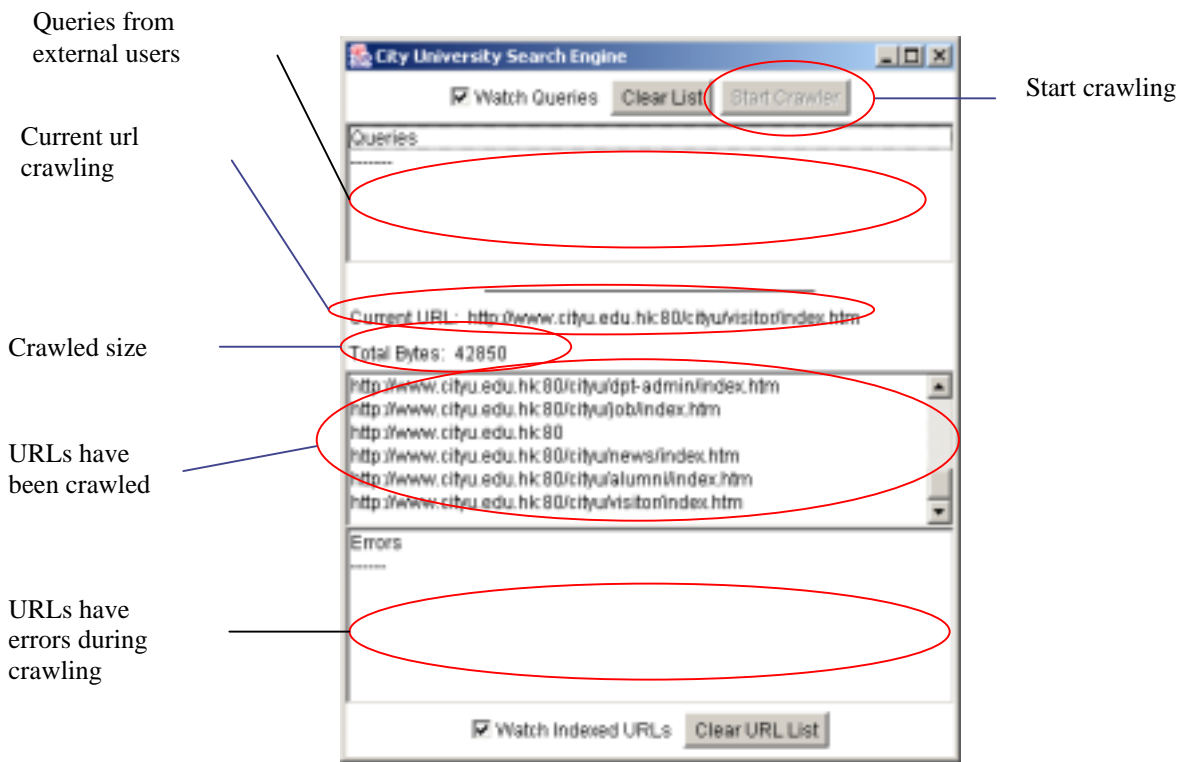 Queries from
external users
Current url
crawling
Crawled size
URLs have
been crawled
URLs have
errors during
crawling
City University Search Engine
Watch Queries Clear List Start Crawler
Queries
-------
Current URL: http://www.cityu.edu.hk:80/cityu/visitor/index.htm
Total Bytes: 42850
http://www.cityu.edu.hk:80/cityu/dpt-admin/index.htm
http://www.cityu.edu.hk:80/cityu/job/index.htm
http://www.cityu.edu.hk:80
http://www.cityu.edu.hk:80/cityu/news/index.htm
http://www.cityu.edu.hk:80/cityu/alumni/index.htm
http://www.cityu.edu.hk:80/cityu/visitor/index.htm
Errors
------
Watch Indexed URLs Clear URL List
Start crawling